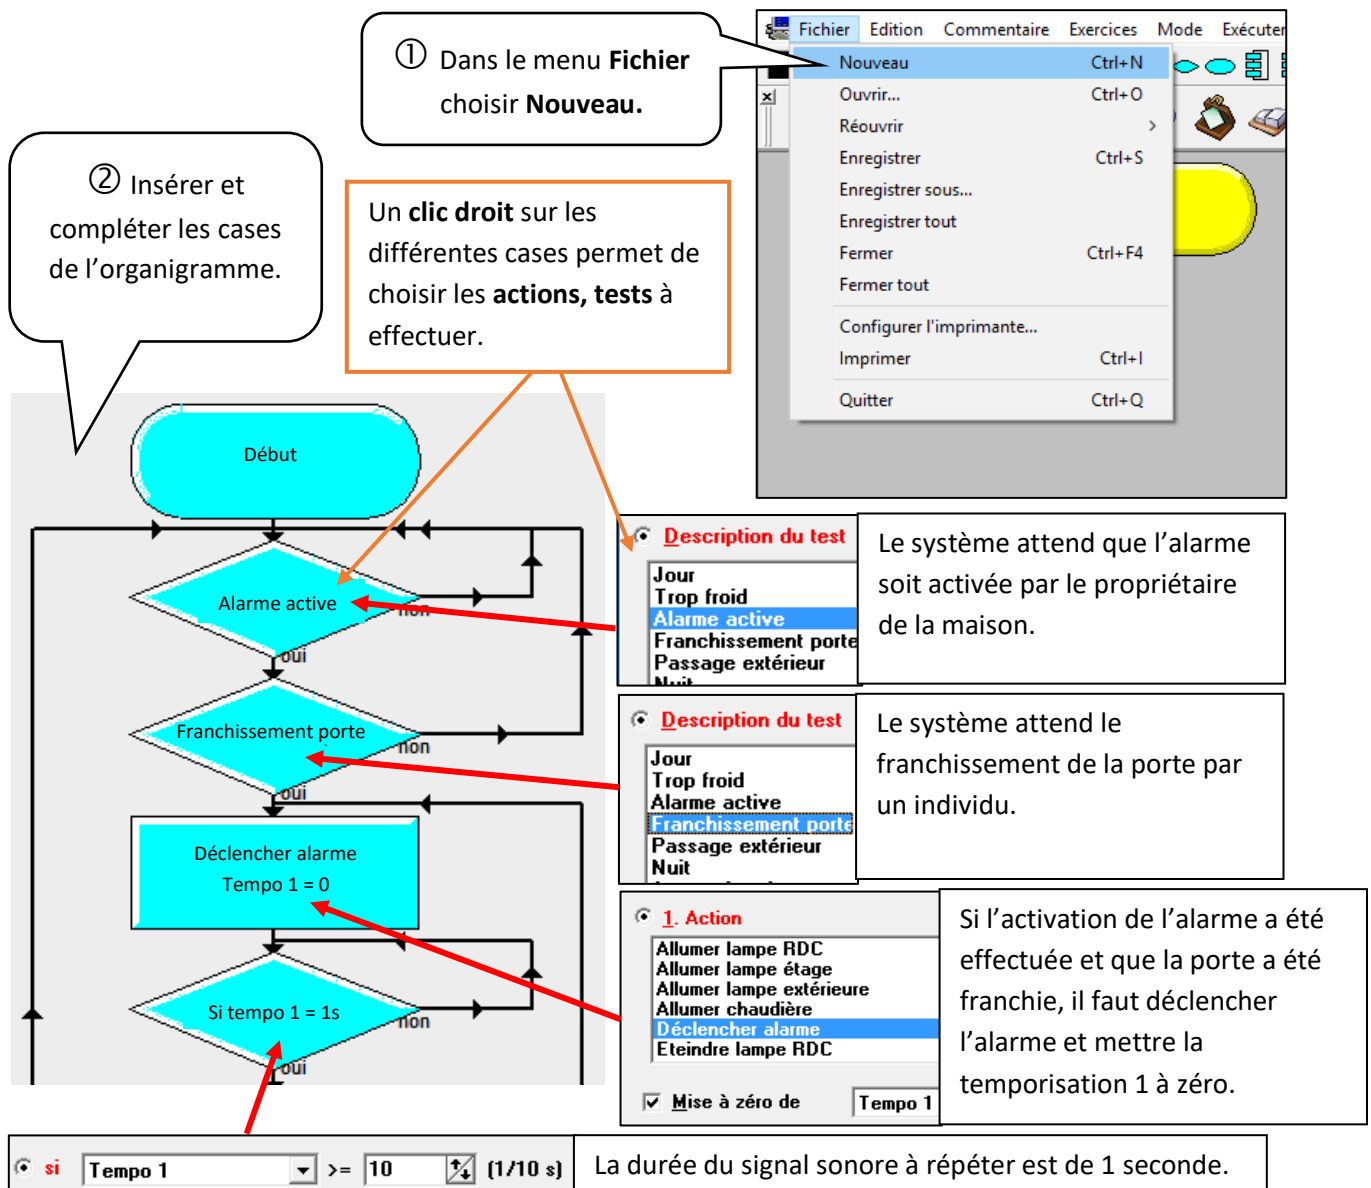 ① Dans le menu Fichier
choisir Nouveau.
Fichier Edition Commentaire Exercices Mode Exécuter
Nouveau Ctrl+N
Ouvrir... Ctrl+O
Réouvrir
Enregistrer Ctrl+S
Enregistrer sous...
Enregistrer tout
Fermer Ctrl+F4
Fermer tout
Configurer l'imprimante...
Imprimer Ctrl+I
Quitter Ctrl+Q
② Insérer et
compléter les cases
de l’organigramme.
Un clic droit sur les
différentes cases permet de
choisir les actions, tests à
effectuer.
Début
Alarme active
non
oui
Franchissement porte
non
oui
Déclencher alarme
Tempo 1 = 0
Si tempo 1 = 1s
non
oui
Description du test
Jour
Trop froid
Alarme active
Franchissement porte
Passage extérieur
Nuit
Le système attend que l’alarme
soit activée par le propriétaire
de la maison.
Description du test
Jour
Trop froid
Alarme active
Franchissement porte
Passage extérieur
Nuit
Le système attend le
franchissement de la porte par
un individu.
1. Action
Allumer lampe RDC
Allumer lampe étage
Allumer lampe extérieure
Allumer chaudière
Déclencher alarme
Eteindre lampe RDC
Mise à zéro de Tempo 1
Si l’activation de l’alarme a été
effectuée et que la porte a été
franchie, il faut déclencher
l’alarme et mettre la
temporisation 1 à zéro.
si Tempo 1 >= 10 (1/10 s)
La durée du signal sonore à répéter est de 1 seconde.